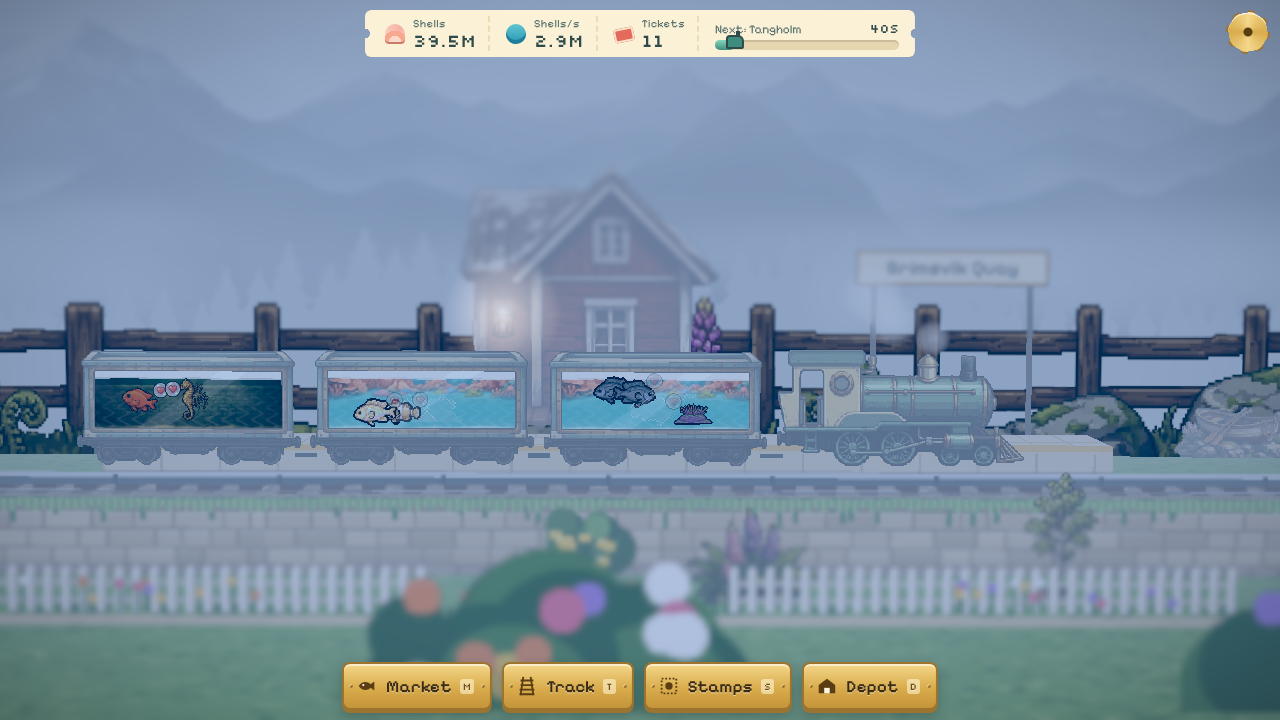 Shells
39.5M
Shells/s
2.9M
Tickets
11
Next: Tangholm
40S
Grimsvik Quay
Market M
Track T
Stamps S
Depot D